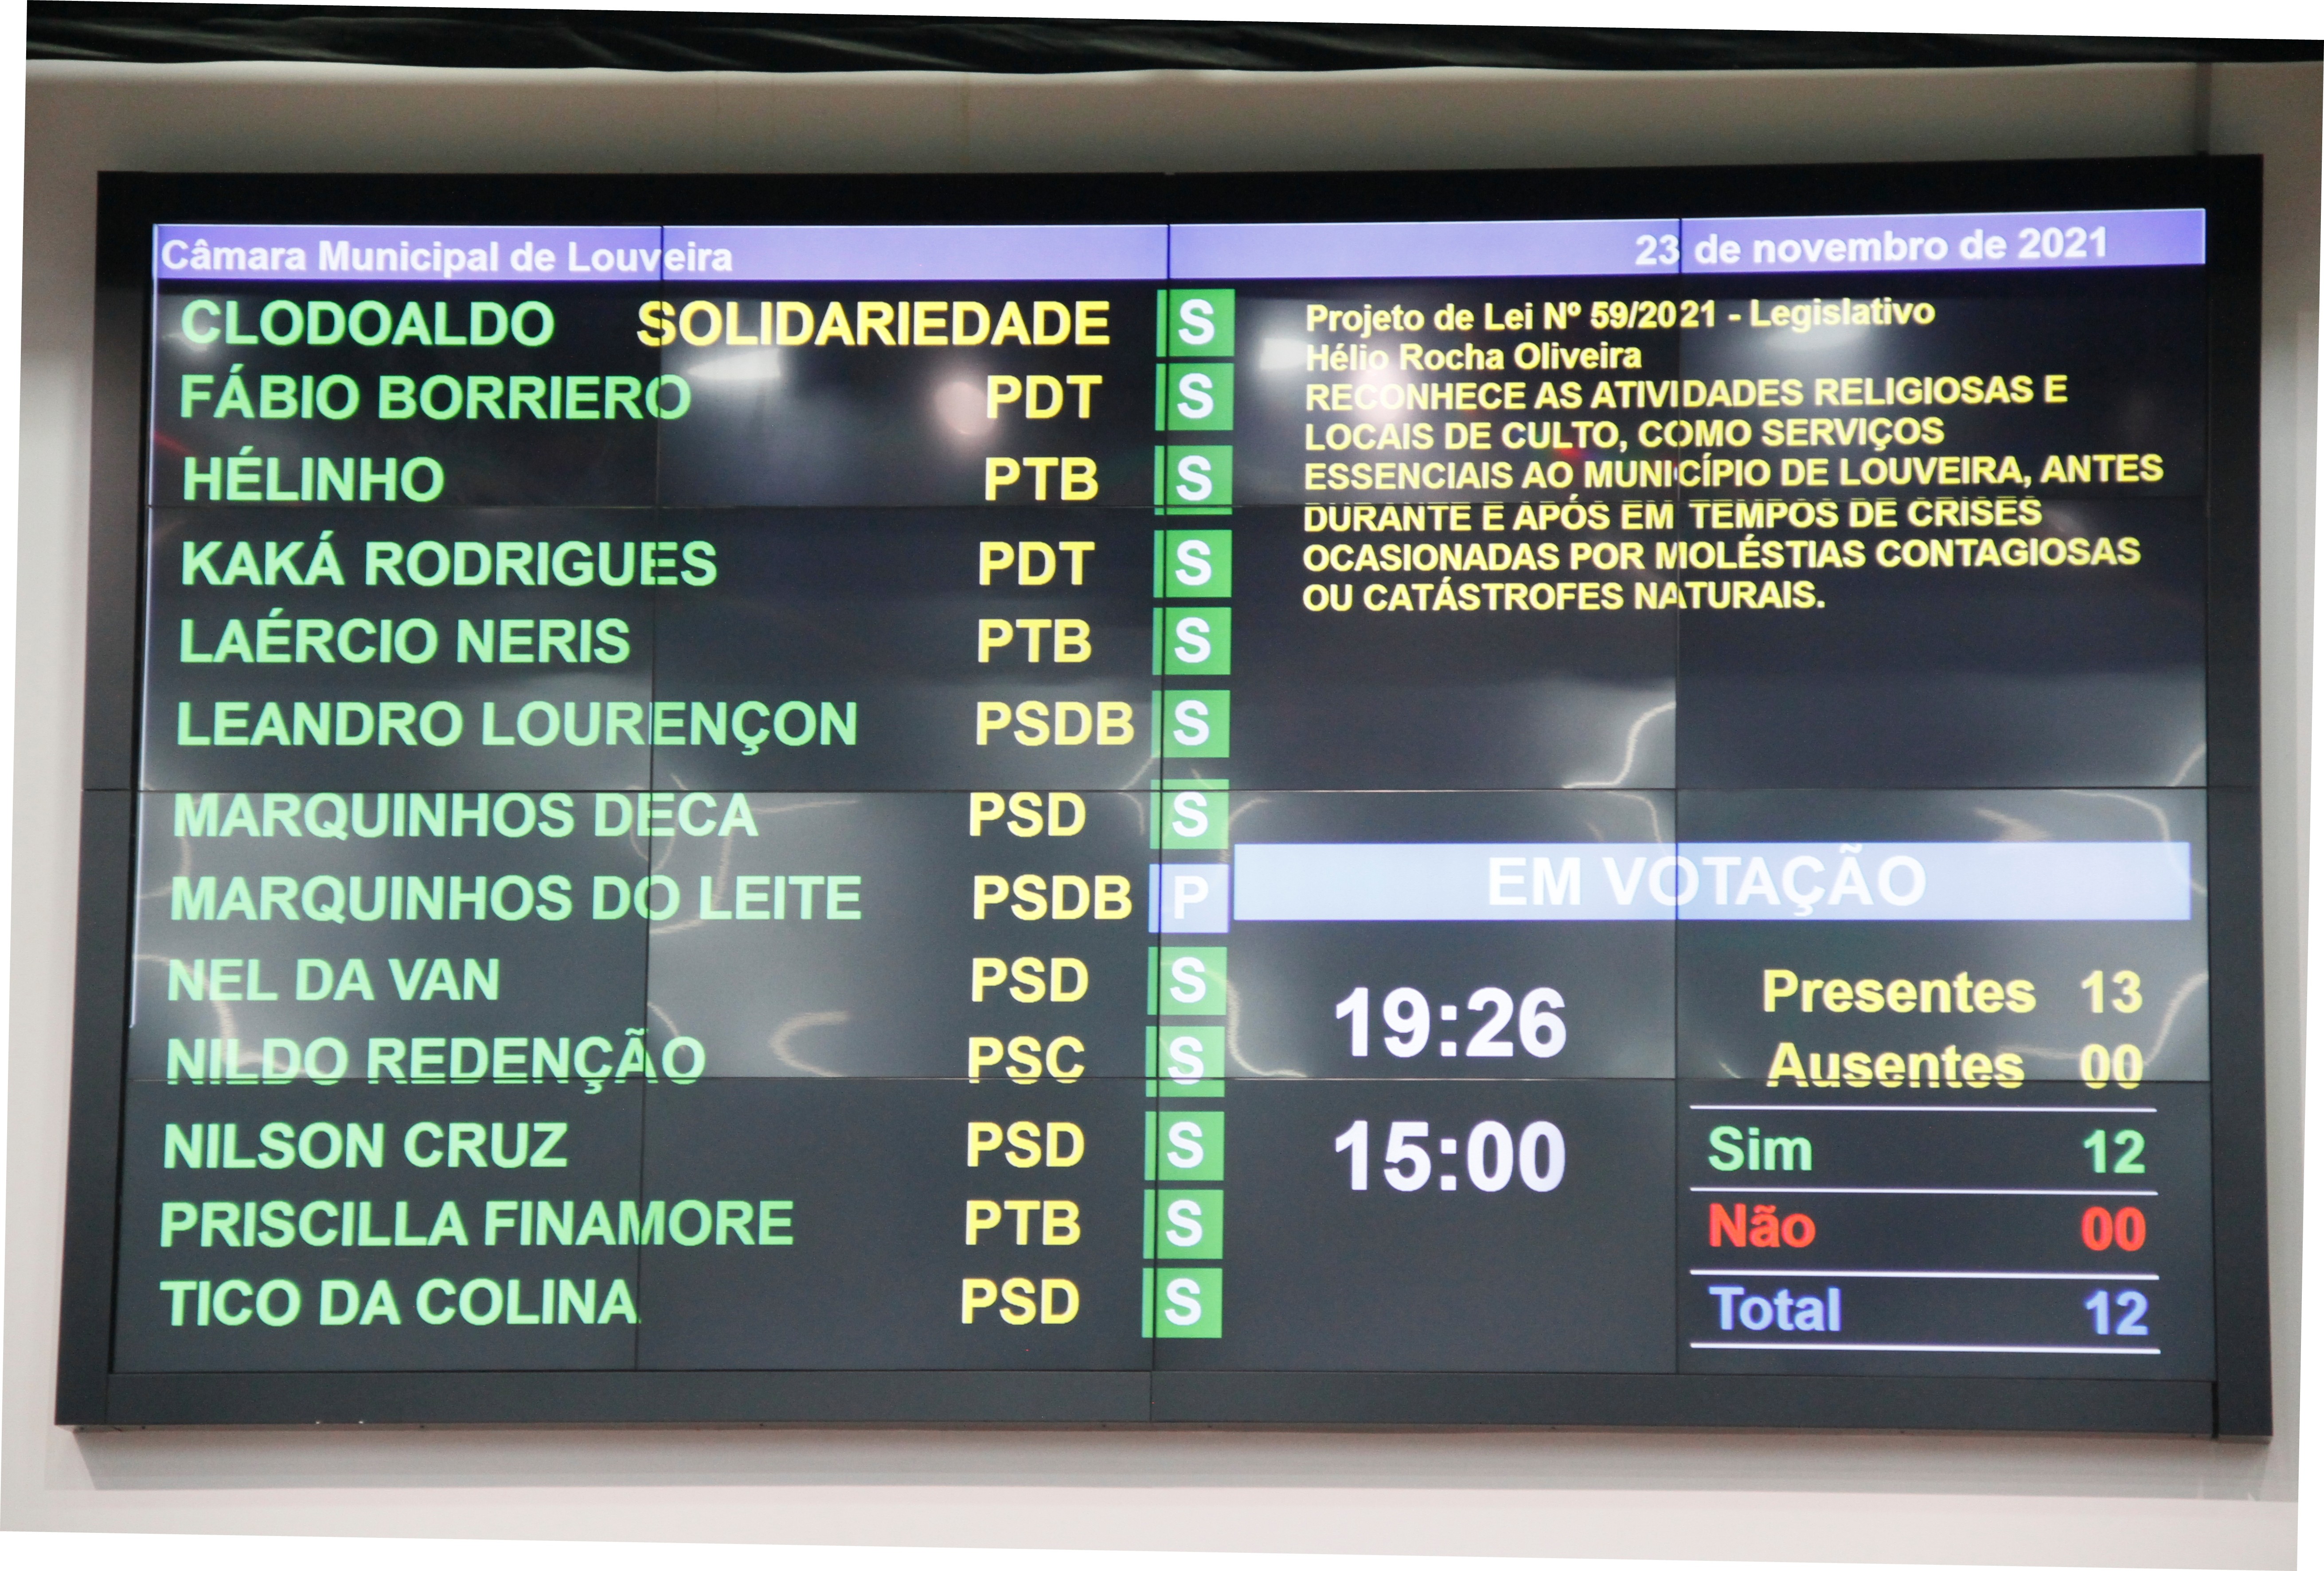 Câmara Municipal de Louveira 23 de novembro de 2021
CLODOALDO SOLIDARIEDADE S
FÁBIO BORRIERO PDT S
HÉLINHO PTB S
KAKÁ RODRIGUES PDT S
LAÉRCIO NERIS PTB S
LEANDRO LOURENÇON PSDB S
MARQUINHOS DECA PSD S
MARQUINHOS DO LEITE PSDB P
NEL DA VAN PSD S
NILDO REDENÇÃO PSC S
NILSON CRUZ PSD S
PRISCILLA FINAMORE PTB S
TICO DA COLINA PSD S
Projeto de Lei Nº 59/2021 - Legislativo
Hélio Rocha Oliveira
RECONHECE AS ATIVIDADES RELIGIOSAS E
LOCAIS DE CULTO, COMO SERVIÇOS
ESSENCIAIS AO MUNICÍPIO DE LOUVEIRA, ANTES
DURANTE E APÓS EM TEMPOS DE CRISES
OCASIONADAS POR MOLÉSTIAS CONTAGIOSAS
OU CATÁSTROFES NATURAIS.
EM VOTAÇÃO
19:26
15:00
Presentes 13
Ausentes 00
Sim 12
Não 00
Total 12